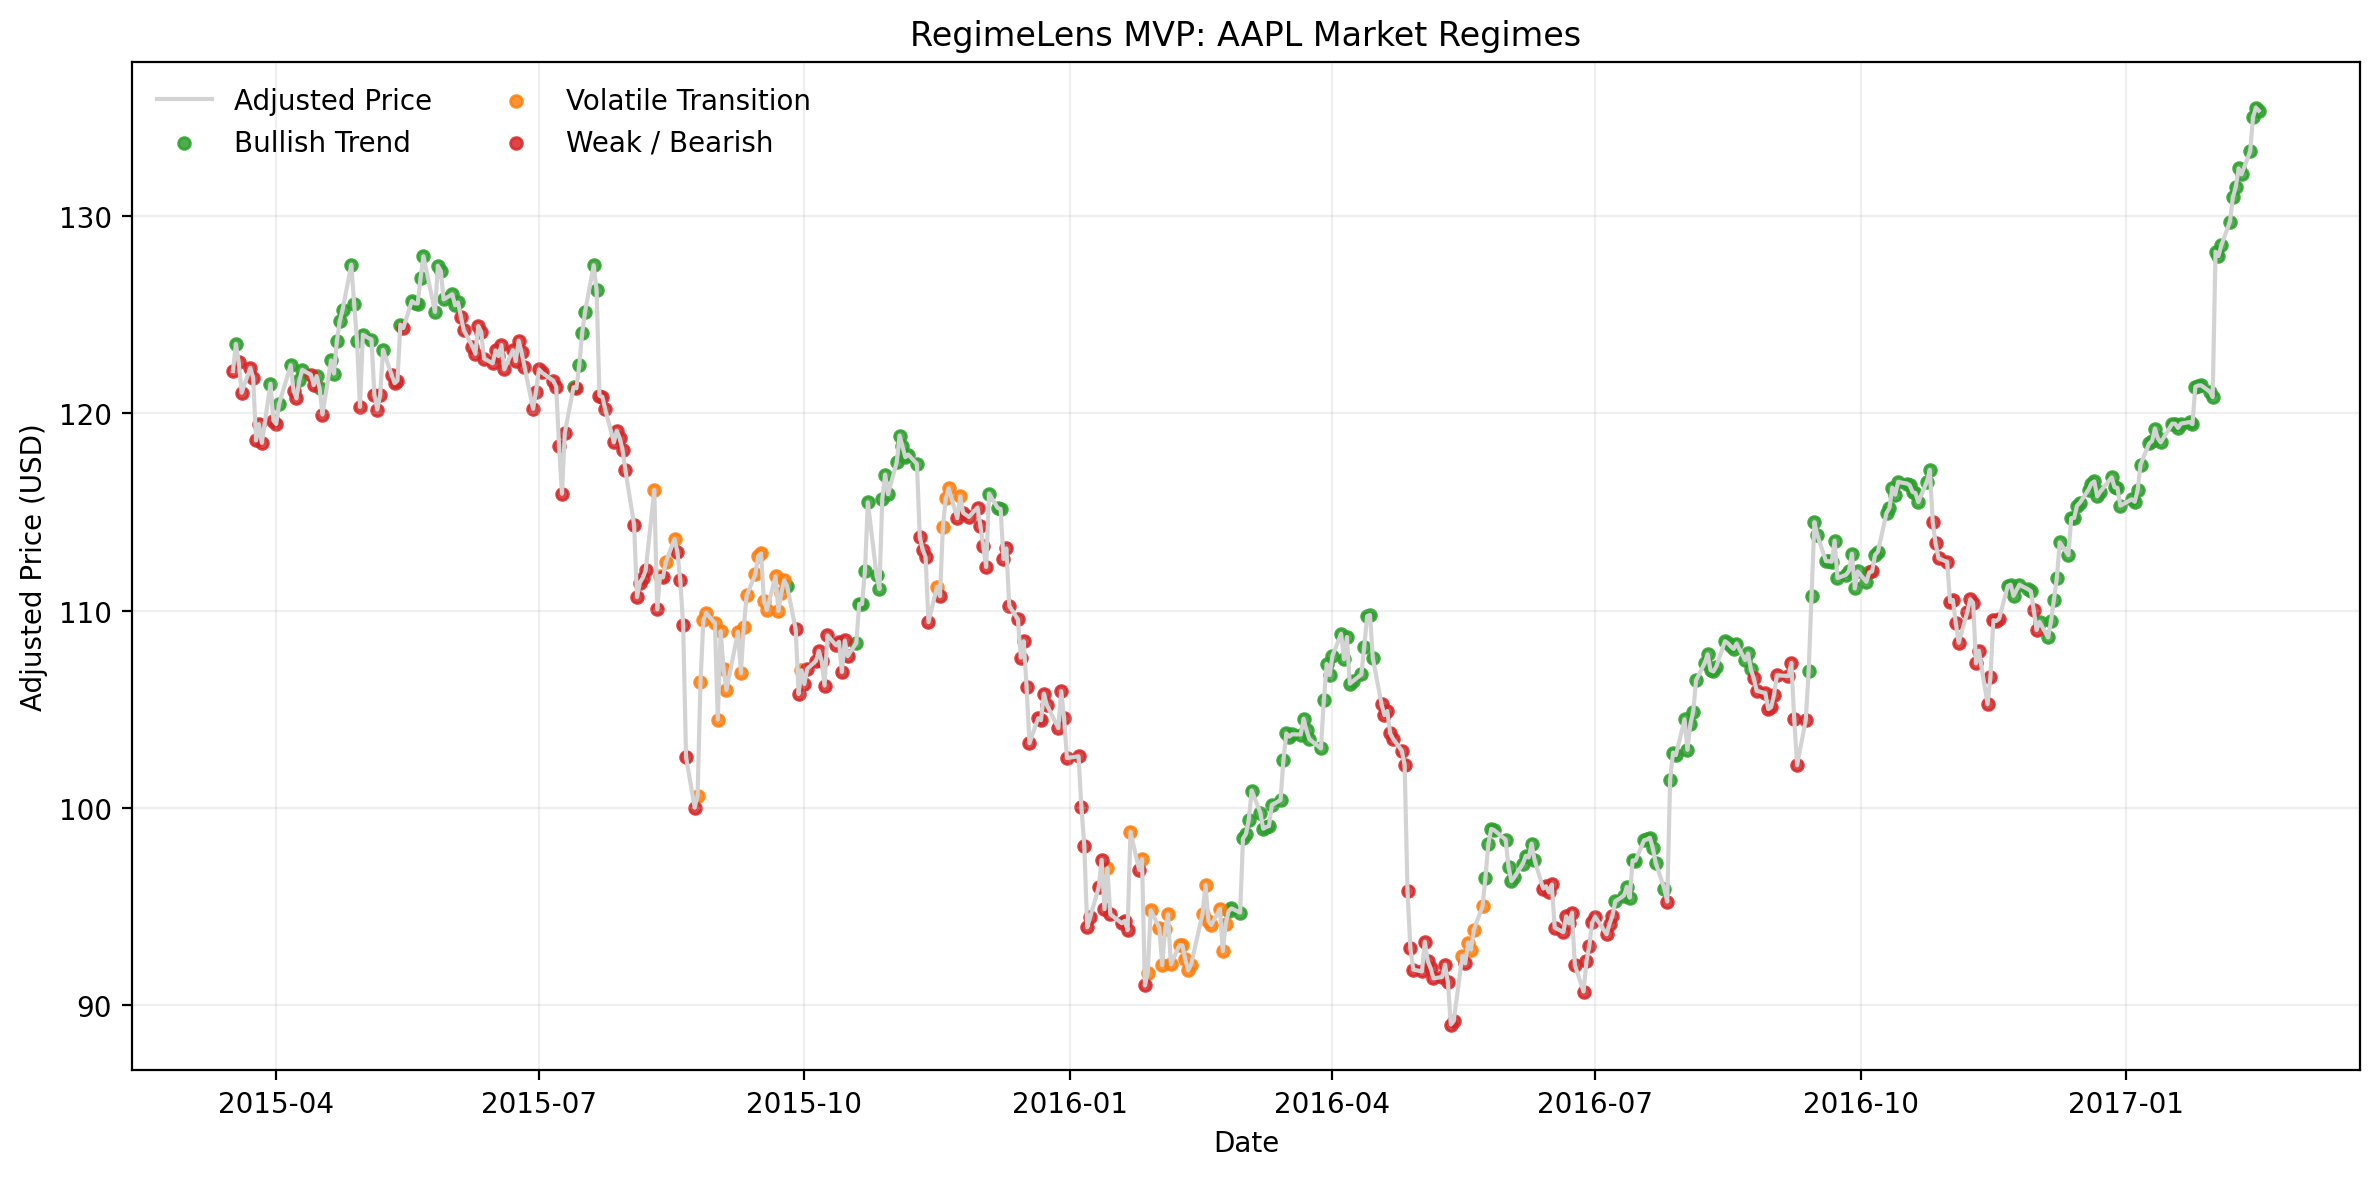 RegimeLens MVP: AAPL Market Regimes
Adjusted Price
Bullish Trend
Volatile Transition
Weak / Bearish
Adjusted Price (USD)
130
120
110
100
90
2015-04
2015-07
2015-10
2016-01
2016-04
2016-07
2016-10
2017-01
Date